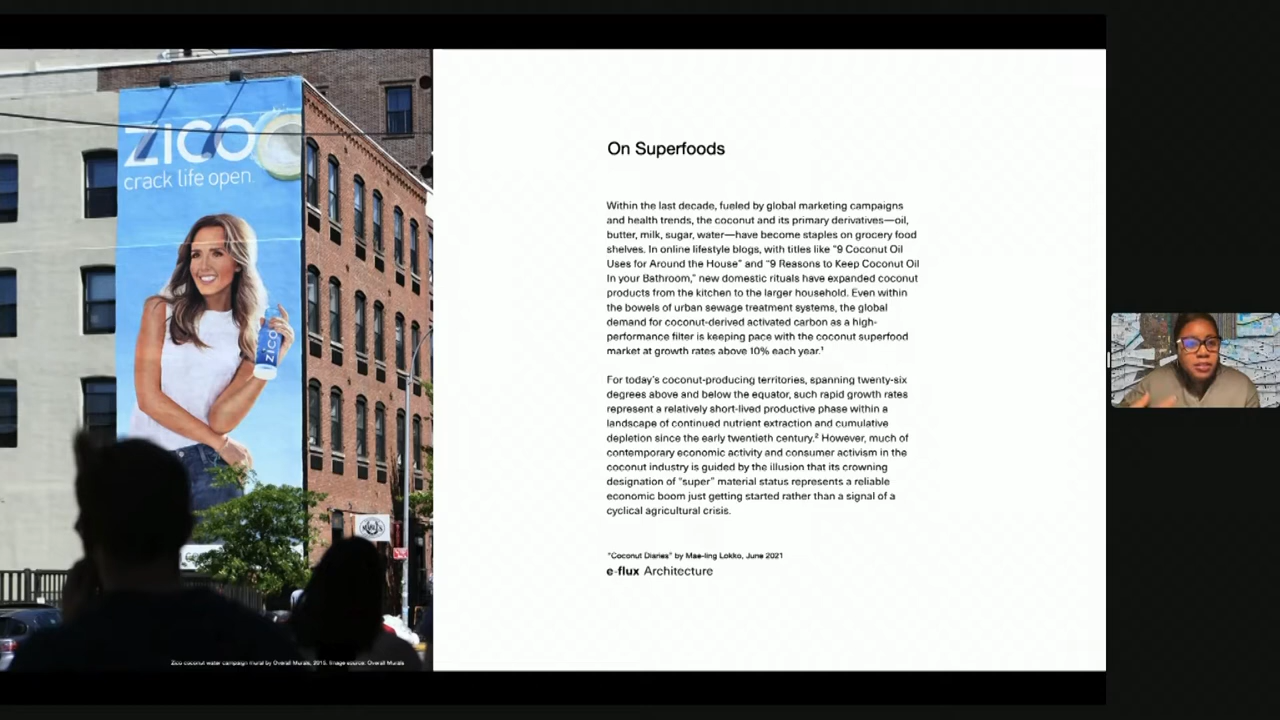 ZICO
crack life open.
zico
Zico coconut water campaign mural by Overall Murals, 2015. Image source: Overall Murals
On Superfoods
Within the last decade, fueled by global marketing campaigns
and health trends, the coconut and its primary derivatives—oil,
butter, milk, sugar, water—have become staples on grocery food
shelves. In online lifestyle blogs, with titles like “9 Coconut Oil
Uses for Around the House” and “9 Reasons to Keep Coconut Oil
In your Bathroom,” new domestic rituals have expanded coconut
products from the kitchen to the larger household. Even within
the bowels of urban sewage treatment systems, the global
demand for coconut-derived activated carbon as a high-
performance filter is keeping pace with the coconut superfood
market at growth rates above 10% each year.¹
For today’s coconut-producing territories, spanning twenty-six
degrees above and below the equator, such rapid growth rates
represent a relatively short-lived productive phase within a
landscape of continued nutrient extraction and cumulative
depletion since the early twentieth century.² However, much of
contemporary economic activity and consumer activism in the
coconut industry is guided by the illusion that its crowning
designation of “super” material status represents a reliable
economic boom just getting started rather than a signal of a
cyclical agricultural crisis.
“Coconut Diaries” by Mae-ling Lokko, June 2021
e-flux Architecture